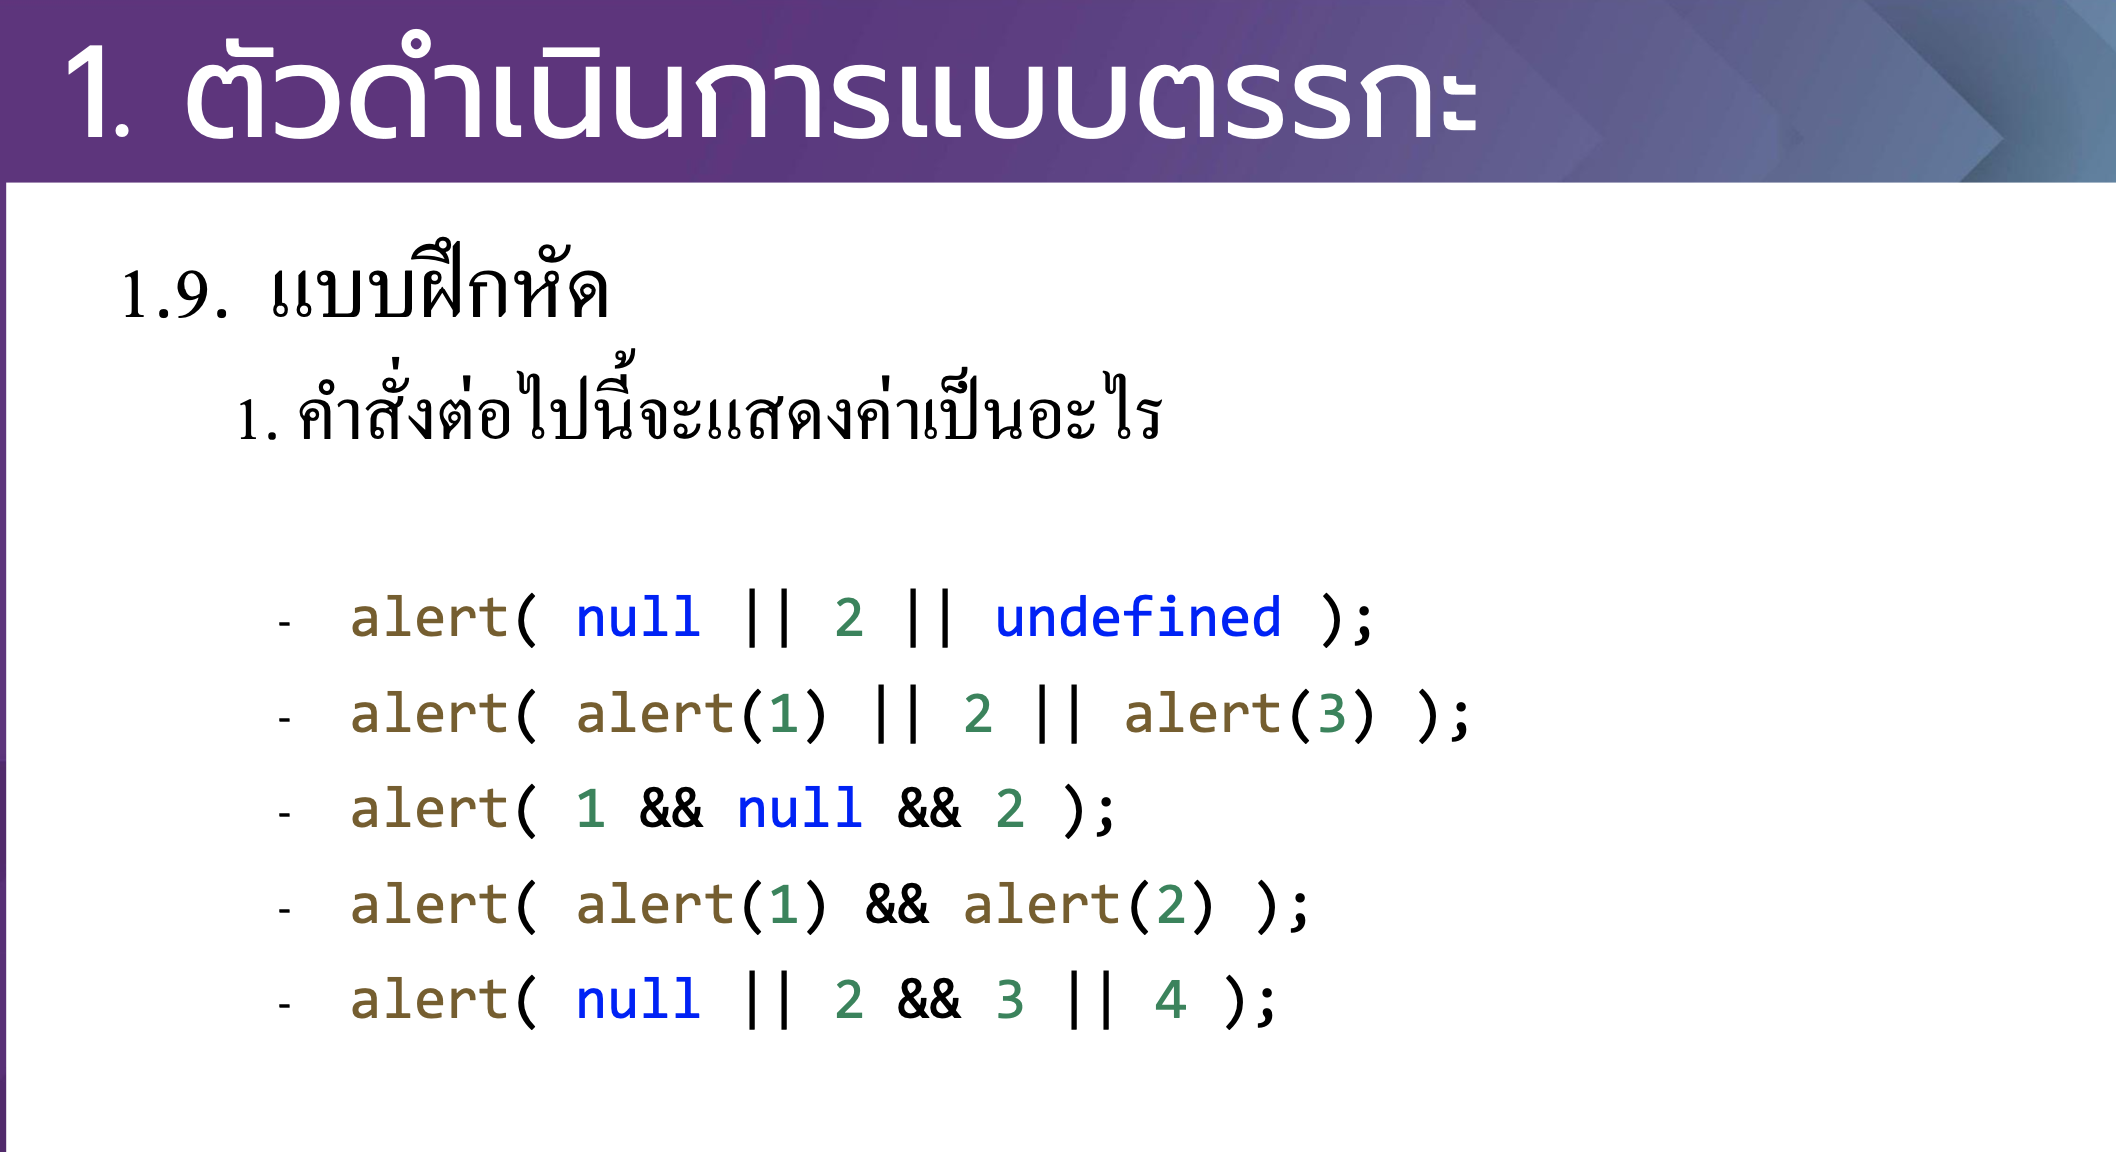 1. ตัวดำเนินการแบบตรรกะ
1.9. แบบฝึกหัด
1. คำสั่งต่อไปนี้จะแสดงค่าเป็นอะไร
- alert( null || 2 || undefined );
- alert( alert(1) || 2 || alert(3) );
- alert( 1 && null && 2 );
- alert( alert(1) && alert(2) );
- alert( null || 2 && 3 || 4 );